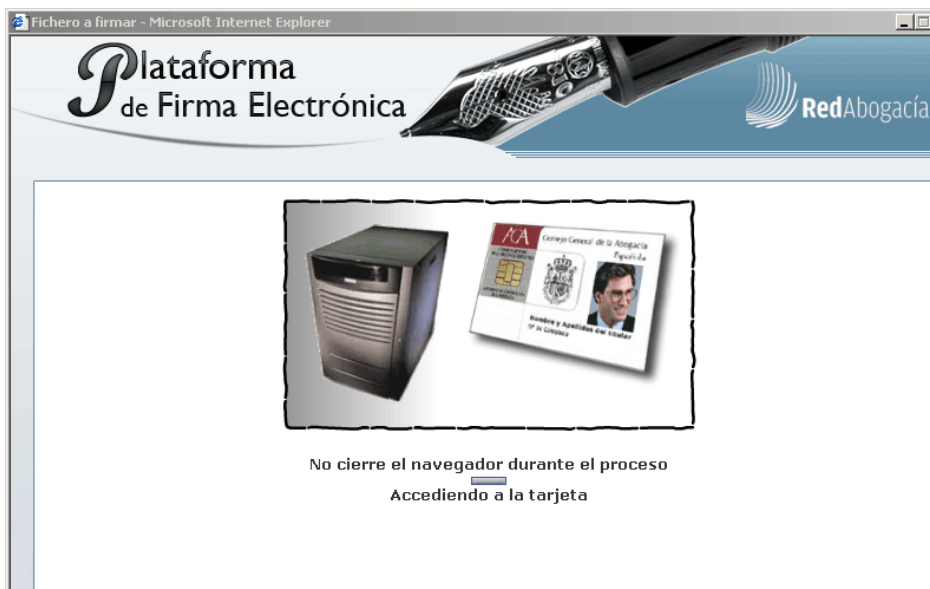 Fichero a firmar - Microsoft Internet Explorer
Plataforma
de Firma Electrónica
RedAbogacía
ACA
Consejo General de la Abogacía
Española
Nombre y Apellidos del titular
No cierre el navegador durante el proceso
Accediendo a la tarjeta